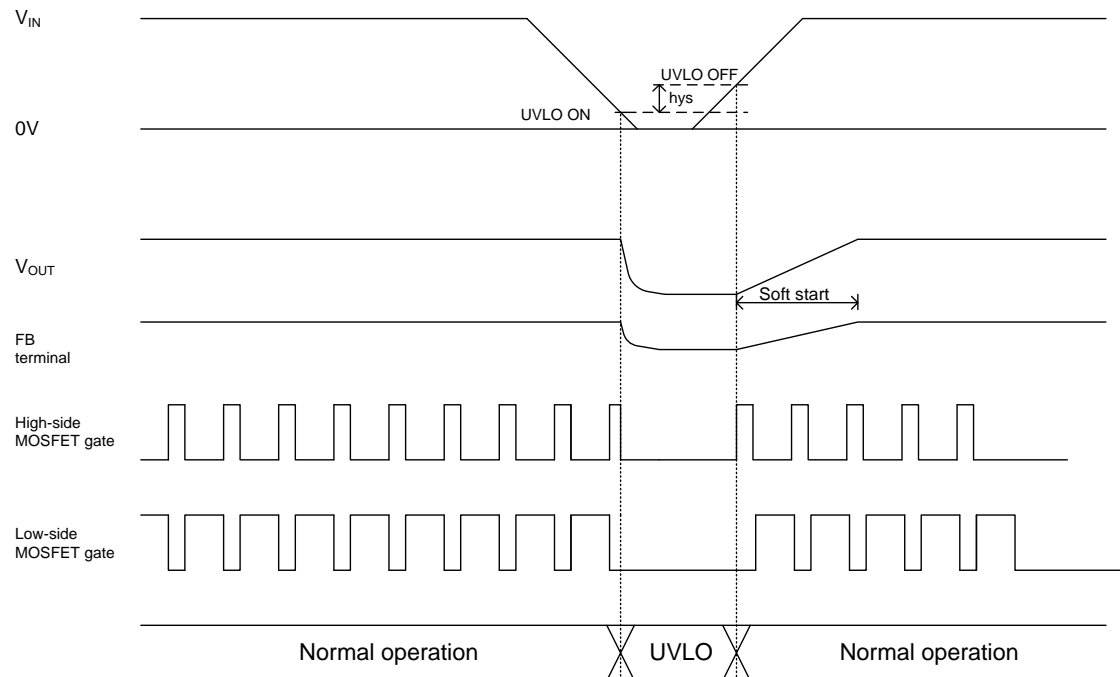 VIN
UVLO OFF
hys
UVLO ON
0V
VOUT
Soft start
FB
terminal
High-side
MOSFET gate
Low-side
MOSFET gate
Normal operation
UVLO
Normal operation